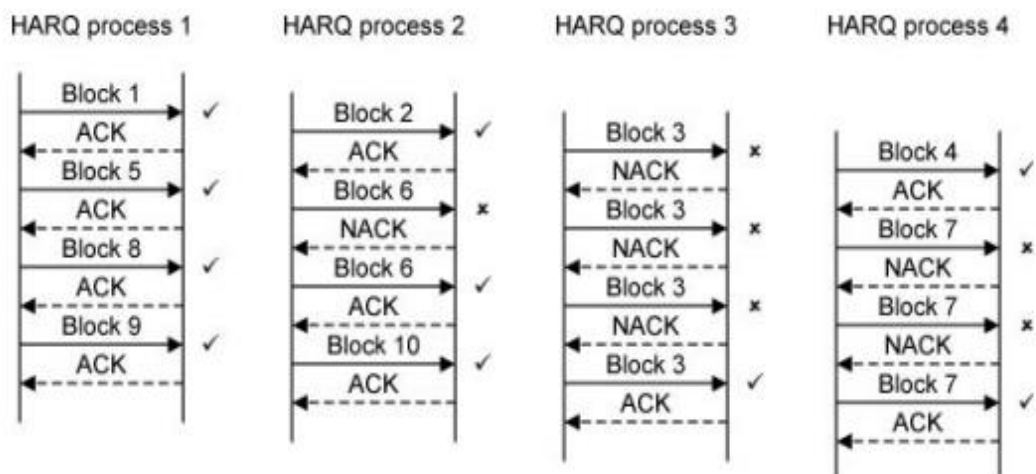 HARQ process 1
HARQ process 2
HARQ process 3
HARQ process 4
Block 1
ACK
Block 5
ACK
Block 8
ACK
Block 9
ACK
Block 2
ACK
Block 6
NACK
Block 6
ACK
Block 10
ACK
Block 3
NACK
Block 3
NACK
Block 3
NACK
Block 3
ACK
Block 4
ACK
Block 7
NACK
Block 7
NACK
Block 7
ACK